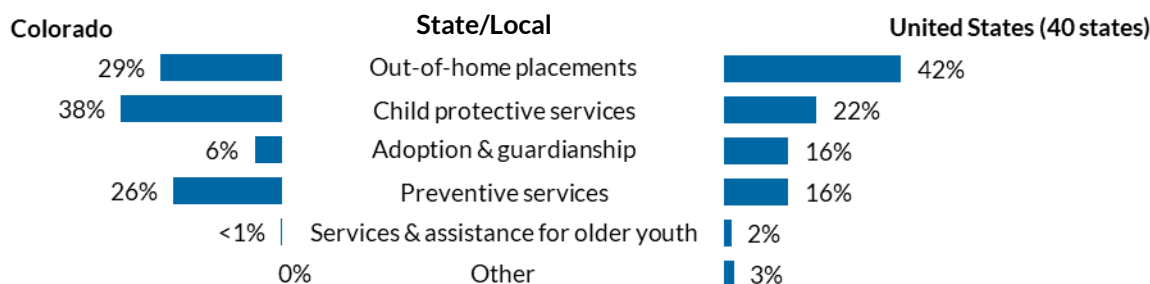 Colorado State/Local United States (40 states)
29% Out-of-home placements 42%
38% Child protective services 22%
6% Adoption & guardianship 16%
26% Preventive services 16%
<1% Services & assistance for older youth 2%
0% Other 3%